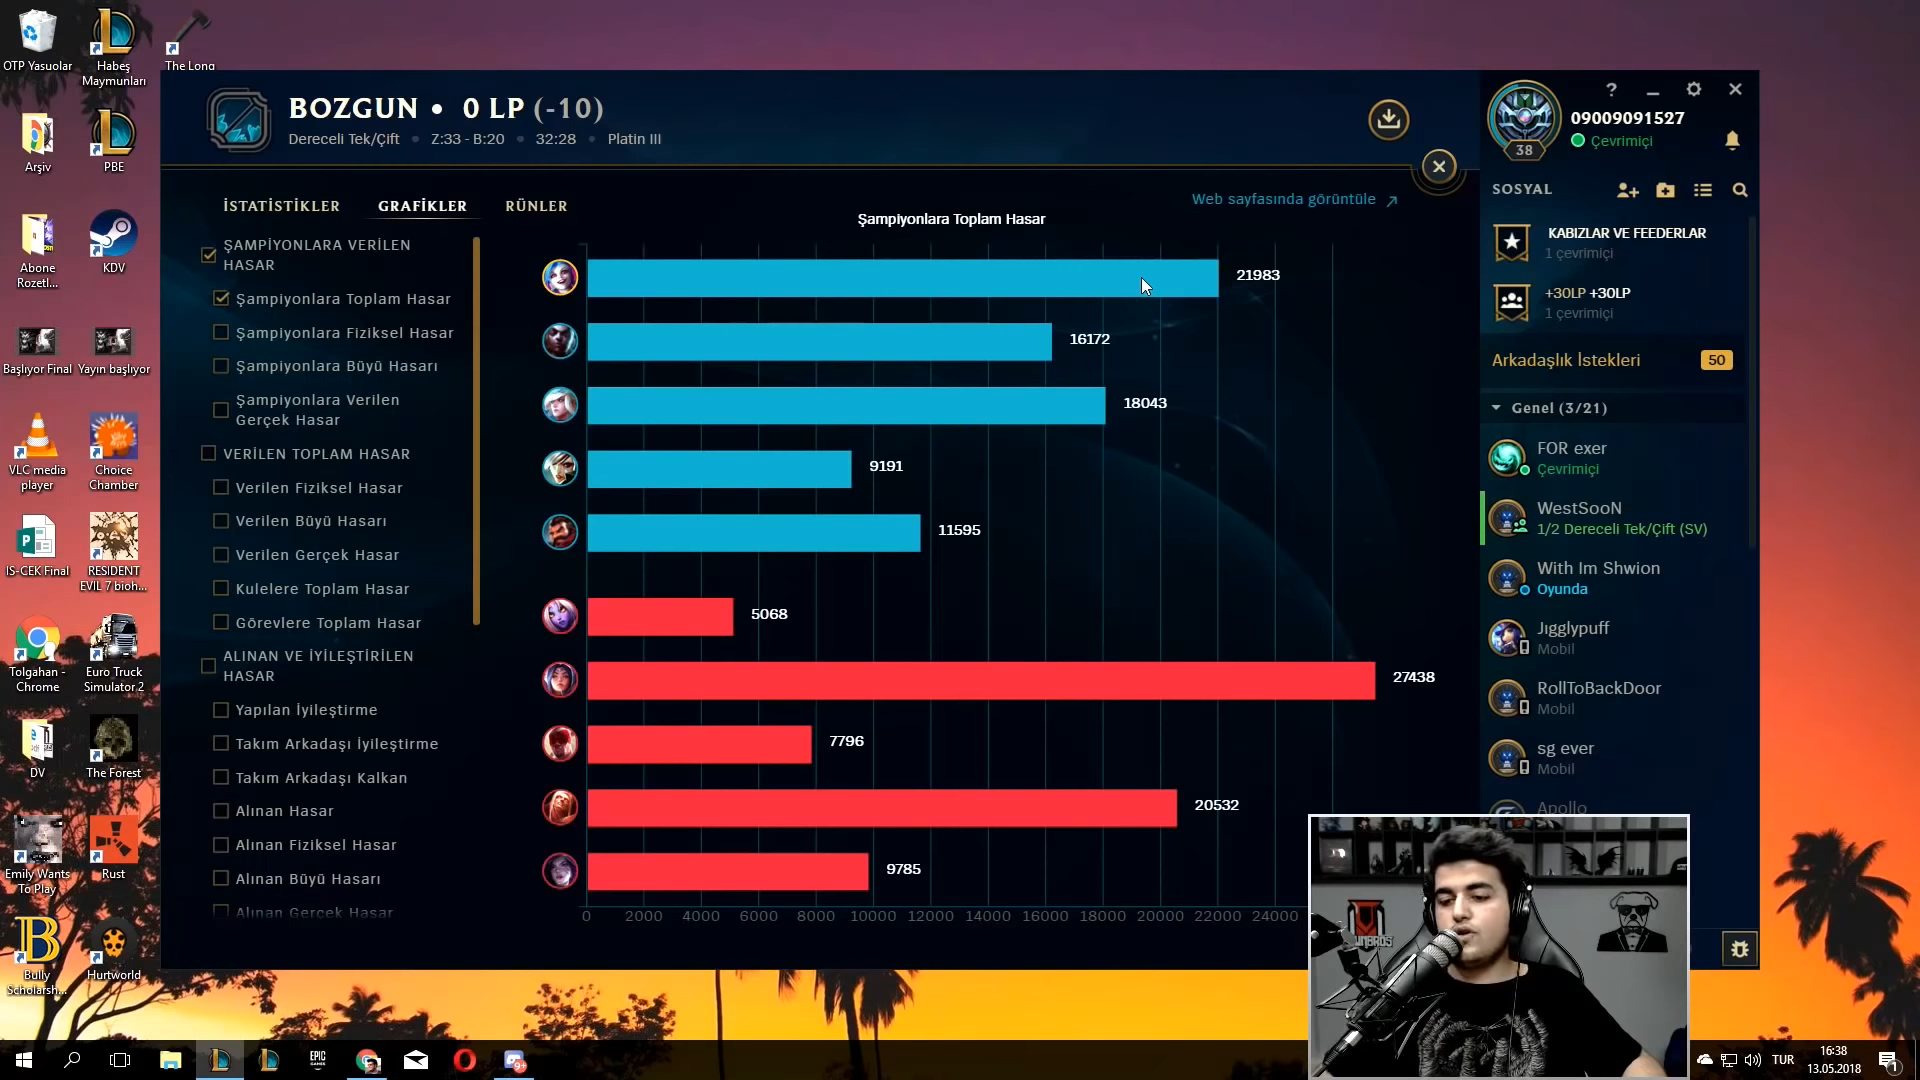 OTP Yasuolar
Habeş
Maymunları
The Long
Arşiv
PBE
Abone
Rozetl...
KDV
Başlıyor Final
Yayın başlıyor
VLC media
player
Choice
Chamber
IS-CEK Final
RESIDENT
EVIL 7 bioh...
Tolgahan -
Chrome
Euro Truck
Simulator 2
DV
The Forest
Emily Wants
To Play
Rust
Bully
Scholarsh...
Hurtworld
BOZGUN • 0 LP (-10)
Dereceli Tek/Çift • Z:33 - B:20 • 32:28 • Platin III
İSTATİSTİKLER
GRAFİKLER
RÜNLER
Web sayfasında görüntüle
ŞAMPİYONLARA VERİLEN
HASAR
Şampiyonlara Toplam Hasar
Şampiyonlara Fiziksel Hasar
Şampiyonlara Büyü Hasarı
Şampiyonlara Verilen
Gerçek Hasar
VERİLEN TOPLAM HASAR
Verilen Fiziksel Hasar
Verilen Büyü Hasarı
Verilen Gerçek Hasar
Kulelere Toplam Hasar
Görevlere Toplam Hasar
ALINAN VE İYİLEŞTİRİLEN
HASAR
Yapılan İyileştirme
Takım Arkadaşı İyileştirme
Takım Arkadaşı Kalkan
Alınan Hasar
Alınan Fiziksel Hasar
Alınan Büyü Hasarı
Alınan Gerçek Hasar
Şampiyonlara Toplam Hasar
21983
16172
18043
9191
11595
5068
27438
7796
20532
9785
0 2000 4000 6000 8000 10000 12000 14000 16000 18000 20000 22000 24000
?
38
09009091527
Çevrimiçi
SOSYAL
KABIZLAR VE FEEDERLAR
1 çevrimiçi
+30LP +30LP
1 çevrimiçi
Arkadaşlık İstekleri
50
Genel (3/21)
FOR exer
Çevrimiçi
WestSooN
1/2 Dereceli Tek/Çift (SV)
With Im Shwion
Oyunda
Jıgglypuff
Mobil
RollToBackDoor
Mobil
sg ever
Mobil
Apollo
EPIC
GAMES
9+
TUR
16:38
13.05.2018
1